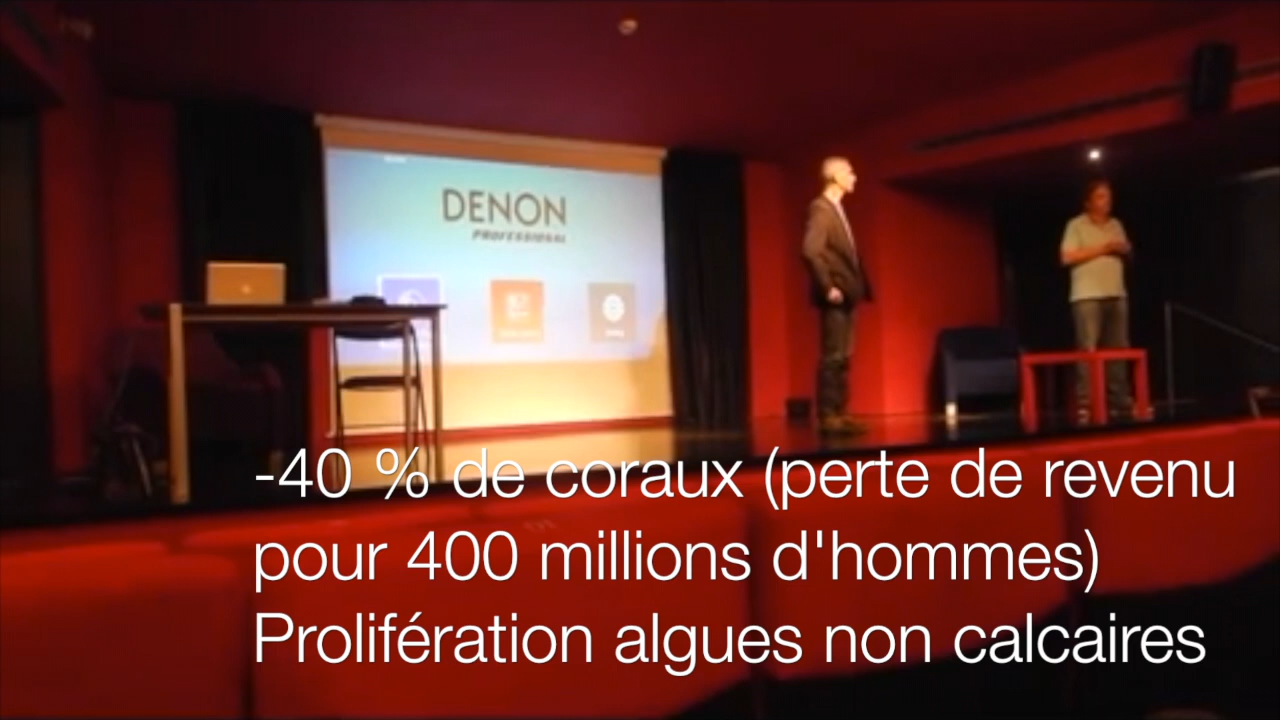 DENON
PROFESSIONAL
-40 % de coraux (perte de revenu
pour 400 millions d'hommes)
Prolifération algues non calcaires